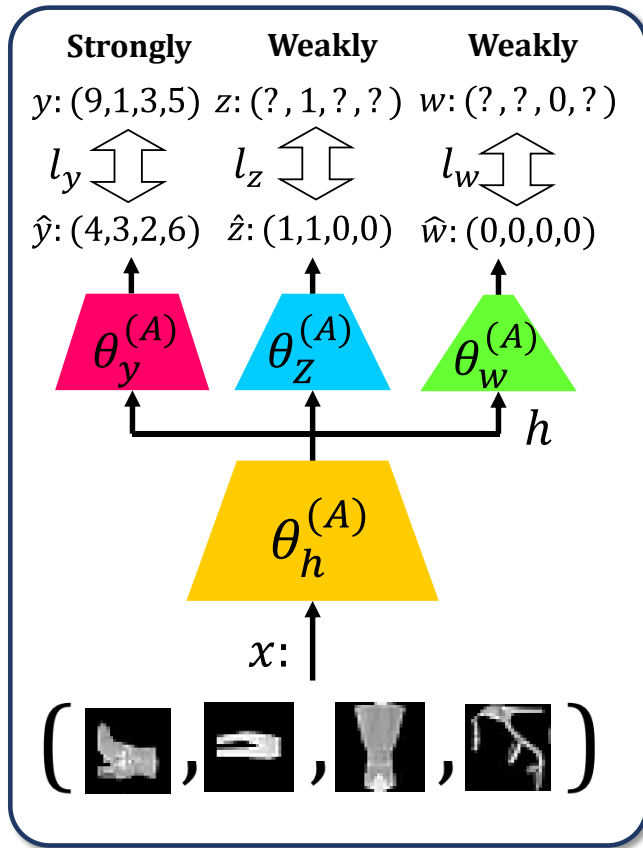 Strongly Weakly Weakly
y: (9,1,3,5) z: (?, 1, ?, ?) w: (?, ?, 0, ?)
l_y l_z l_w
ŷ: (4,3,2,6) ẑ: (1,1,0,0) ŵ: (0,0,0,0)
θ_y^(A) θ_z^(A) θ_w^(A)
h
θ_h^(A)
x:
( , , , )